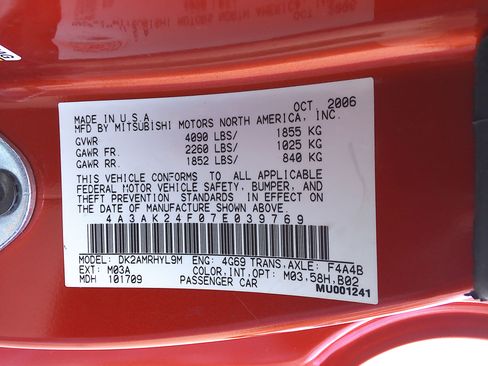 OCT, 2006
MADE IN U.S.A.
MFD BY MITSUBISHI MOTORS NORTH AMERICA, INC.
GVWR 4090 LBS/ 1855 KG
GAWR FR. 2260 LBS/ 1025 KG
GAWR RR. 1852 LBS/ 840 KG
THIS VEHICLE CONFORMS TO ALL APPLICABLE
FEDERAL MOTOR VEHICLE SAFETY, BUMPER, AND
THEFT PREVENTION STANDARDS IN EFFECT ON
THE DATE OF MANUFACTURE SHOWN ABOVE
4A3AK24F07E039769
MODEL: DK2AMRHYL9M ENG: 4G69 TRANS,AXLE: F4A4B
EXT: M03A COLOR,INT,OPT: M03,58H,B02
MDH 101709 PASSENGER CAR
MU001241